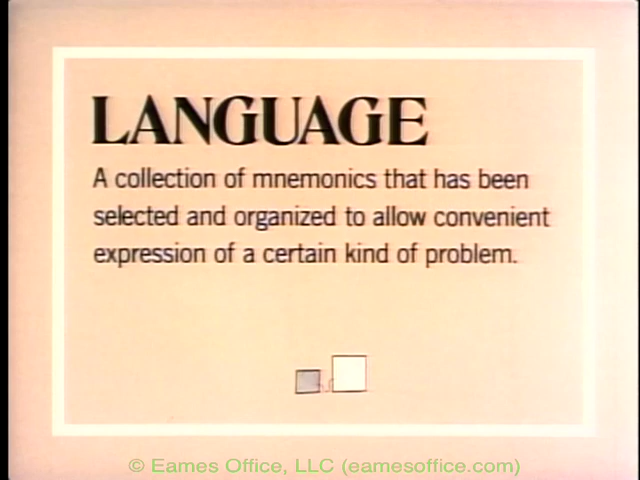 LANGUAGE
A collection of mnemonics that has been
selected and organized to allow convenient
expression of a certain kind of problem.
© Eames Office, LLC (eamesoffice.com)